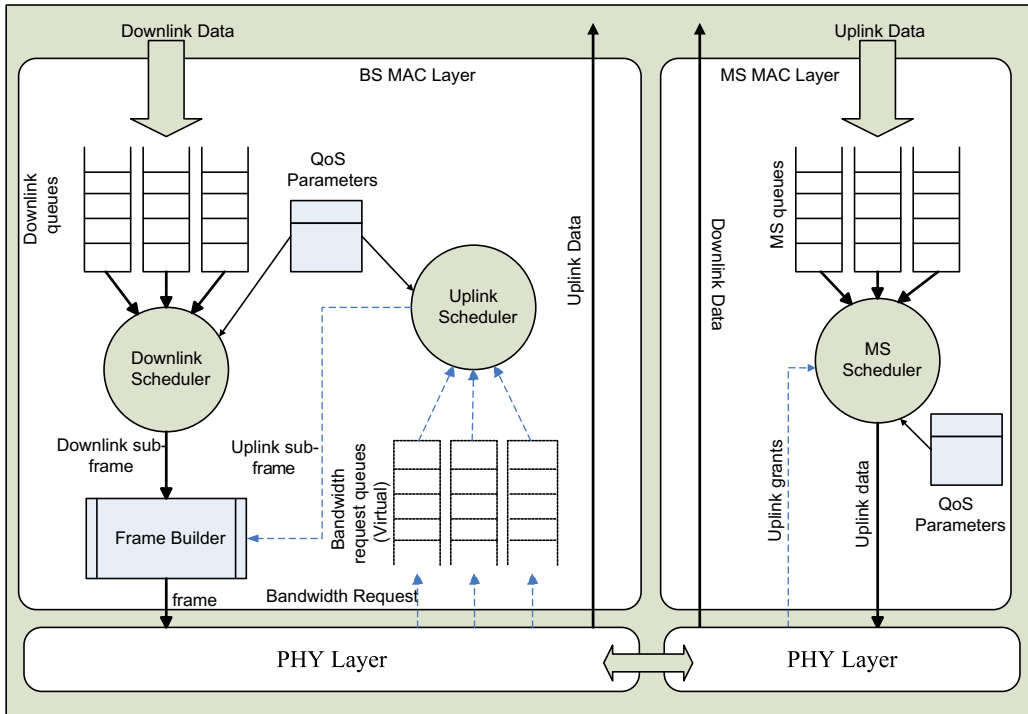 Downlink Data
Uplink Data
BS MAC Layer
MS MAC Layer
QoS
Parameters
Downlink
queues
Uplink
Scheduler
Downlink
Scheduler
Downlink sub-
frame
Uplink sub-
frame
Bandwidth
request queues
(Virtual)
Frame Builder
frame
Bandwidth Request
Uplink Data
Downlink Data
MS queues
MS
Scheduler
Uplink grants
Uplink data
QoS
Parameters
PHY Layer
PHY Layer